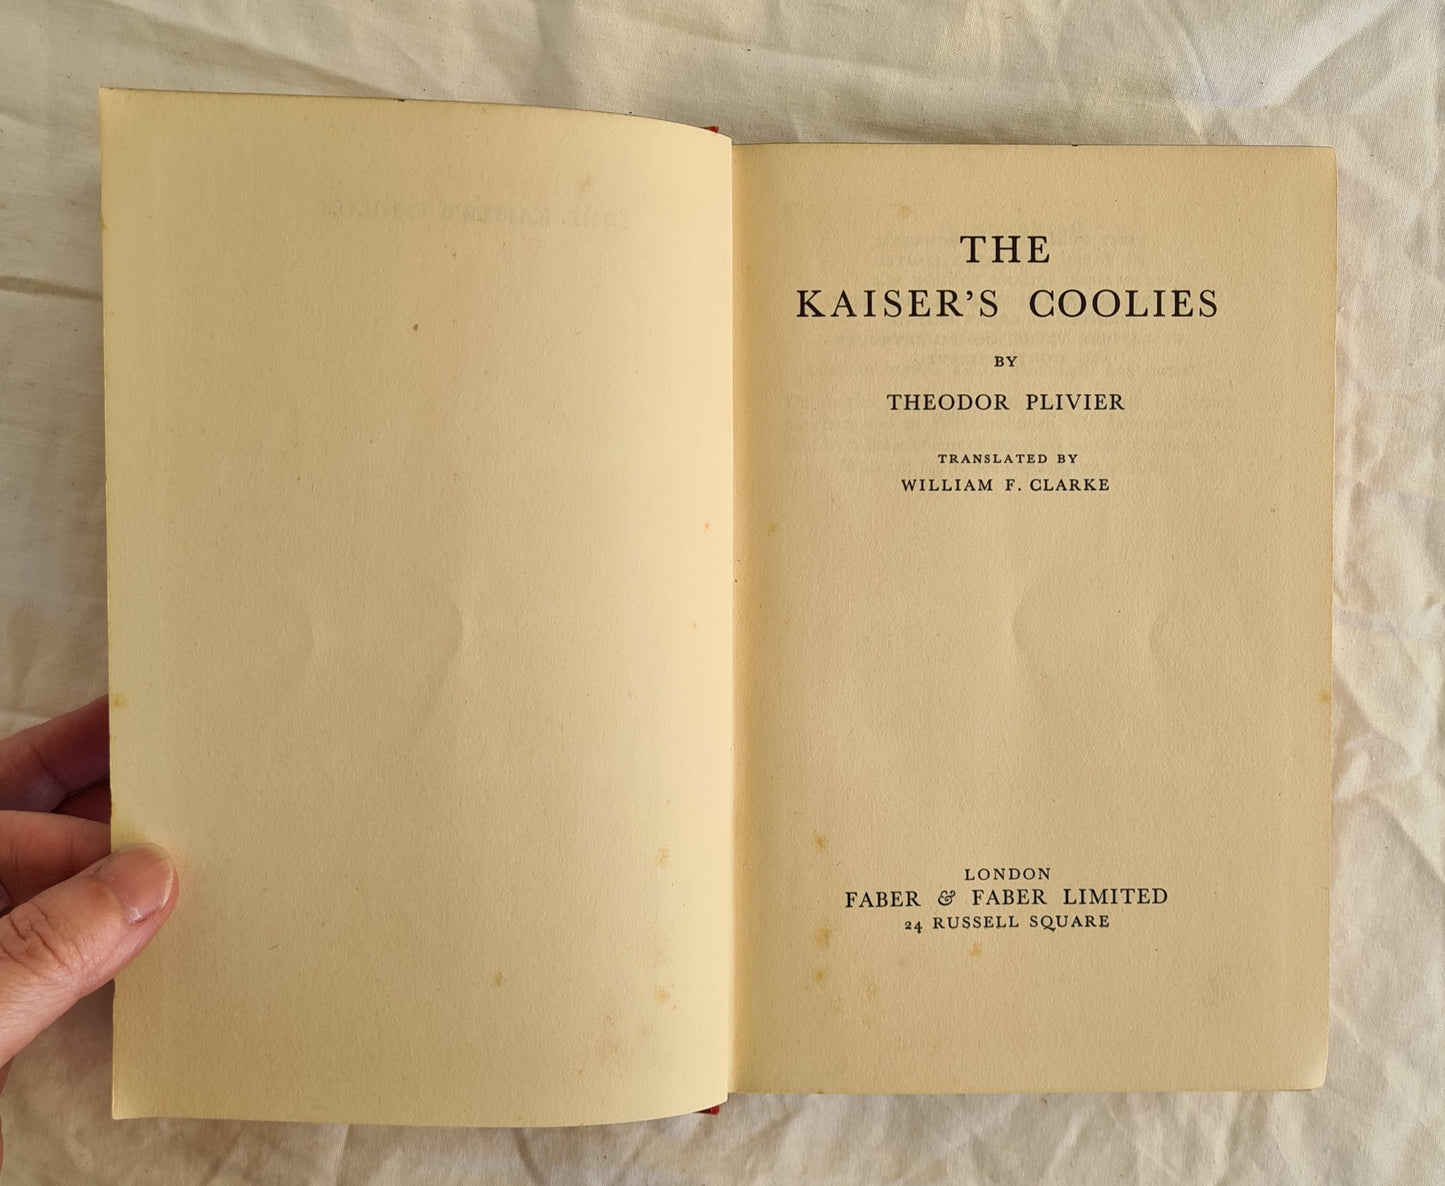 THE
KAISER'S COOLIES
BY
THEODOR PLIVIER
TRANSLATED BY
WILLIAM F. CLARKE
LONDON
FABER & FABER LIMITED
24 RUSSELL SQUARE